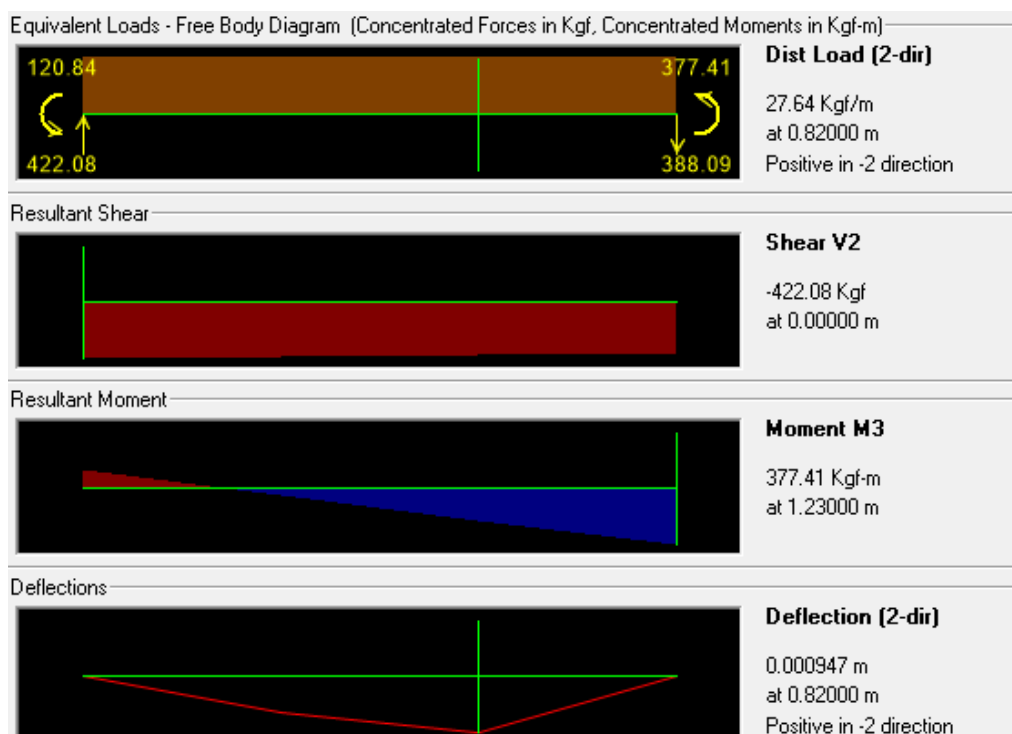 Equivalent Loads - Free Body Diagram (Concentrated Forces in Kgf, Concentrated Moments in Kgf-m)
120.84
377.41
422.08
388.09
Dist Load (2-dir)
27.64 Kgf/m
at 0.82000 m
Positive in -2 direction
Resultant Shear
Shear V2
-422.08 Kgf
at 0.00000 m
Resultant Moment
Moment M3
377.41 Kgf-m
at 1.23000 m
Deflections
Deflection (2-dir)
0.000947 m
at 0.82000 m
Positive in -2 direction